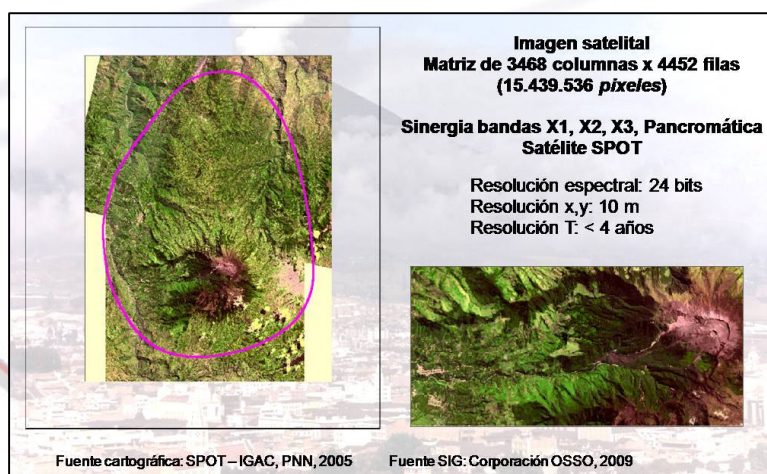 Imagen satelital
Matriz de 3468 columnas x 4452 filas
(15.439.536 pixeles)
Sinergia bandas X1, X2, X3, Pancromática
Satélite SPOT
Resolución espectral: 24 bits
Resolución x,y: 10 m
Resolución T: < 4 años
Fuente cartográfica: SPOT – IGAC, PNN, 2005
Fuente SIG: Corporación OSSO, 2009